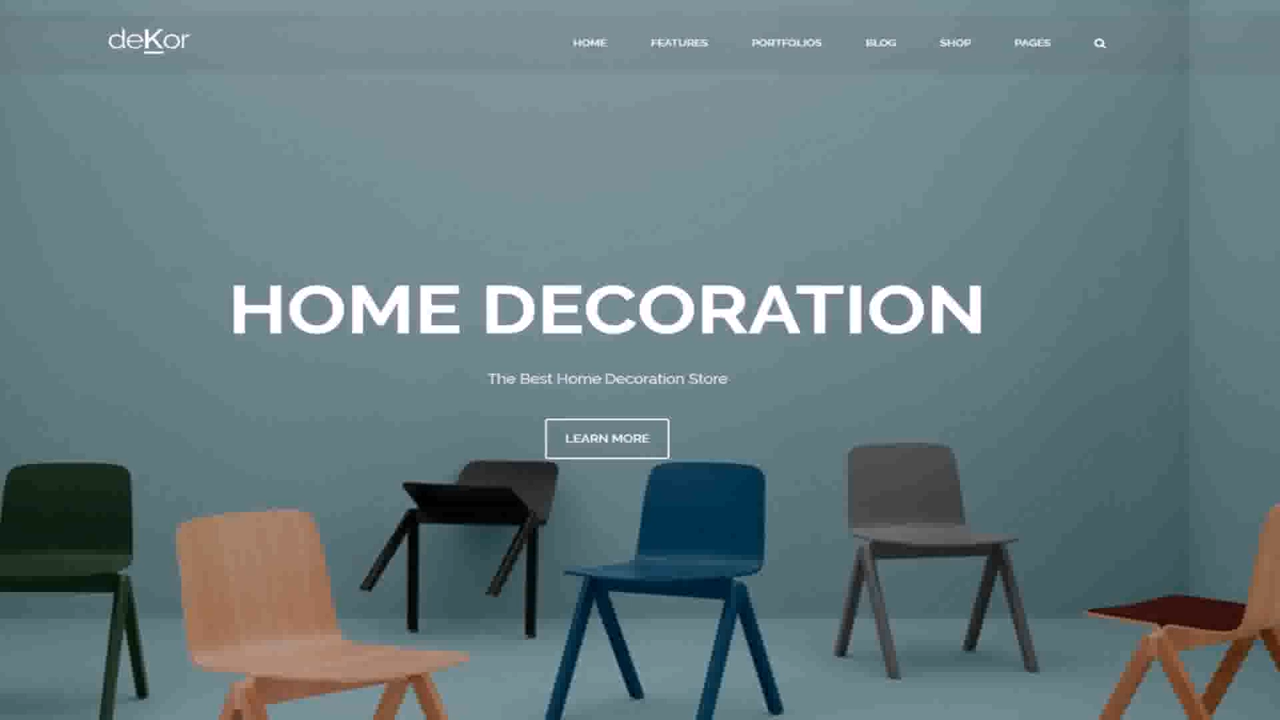 deKor
HOME FEATURES PORTFOLIOS BLOG SHOP PAGES
HOME DECORATION
The Best Home Decoration Store
LEARN MORE